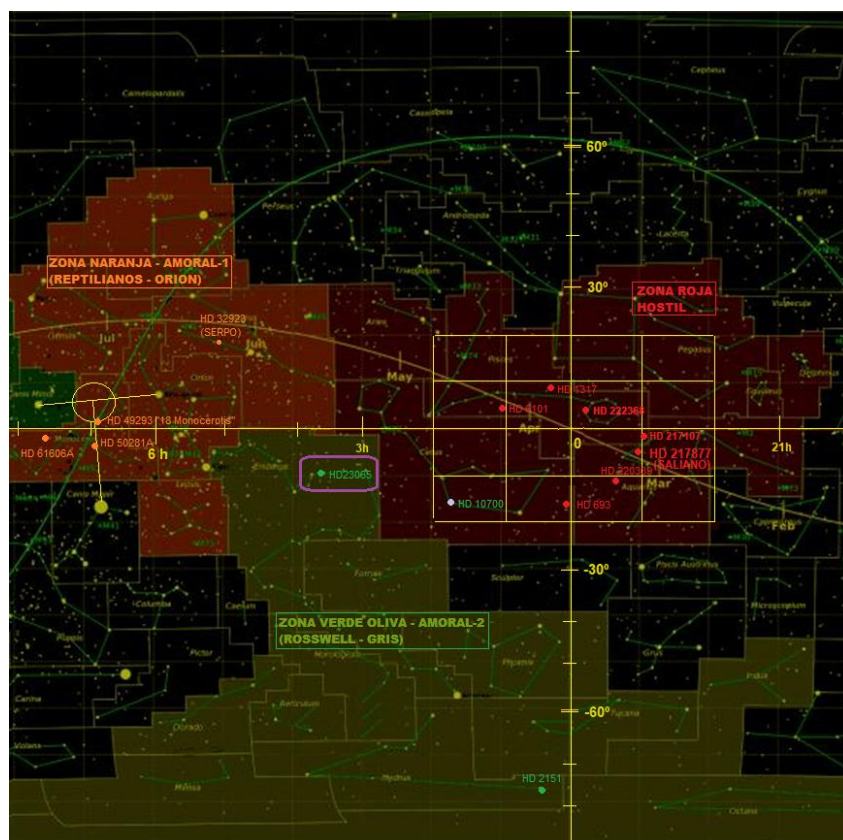 Cepheus
Camelopardalis
Cassiopeia
60º
Auriga
Perseus
Cygnus
Andromeda
Lacerta
M34
M31
Triangulum
ZONA NARANJA - AMORAL-1
(REPTILIANOS - ORION)
30º
ZONA ROJA
HOSTIL
Vulpecula
HD 32923
(SERPO)
Aries
Jul
Jun
Gemini
Piscis
Pegasus
Delphinus
May
Orion
HD 4317
HD 6101
HD 222368
HD 49293 "18 Monocerotis"
Apr
HD 217107
HD 61606A
HD 50281A
6 h
3h
0
21h
Cetus
HD 217877
(SALIANO)
Eridanus
HD23065
Mar
Lepus
Canis Major
HD 10700
HD 693
Feb
-30º
Sculptor
Piscis Austrinus
Fornax
Columba
Caelum
Microscopium
ZONA VERDE OLIVA - AMORAL-2
(ROSSWELL - GRIS)
Puppis
Pictor
Phoenix
Grus
Indus
Carina
Reticulum
-60º
Tucana
Dorado
Volans
Mensa
Hydrus
HD 2151
Octans